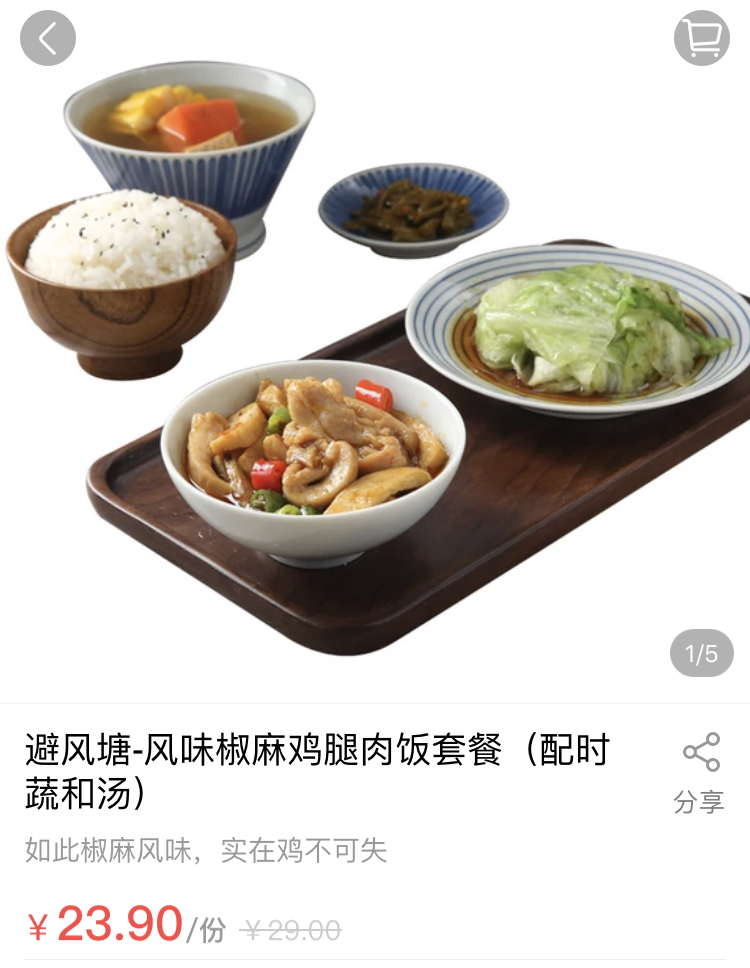 1/5
避风塘-风味椒麻鸡腿肉饭套餐（配时
蔬和汤）
分享
如此椒麻风味，实在鸡不可失
￥23.90/份 ￥29.00